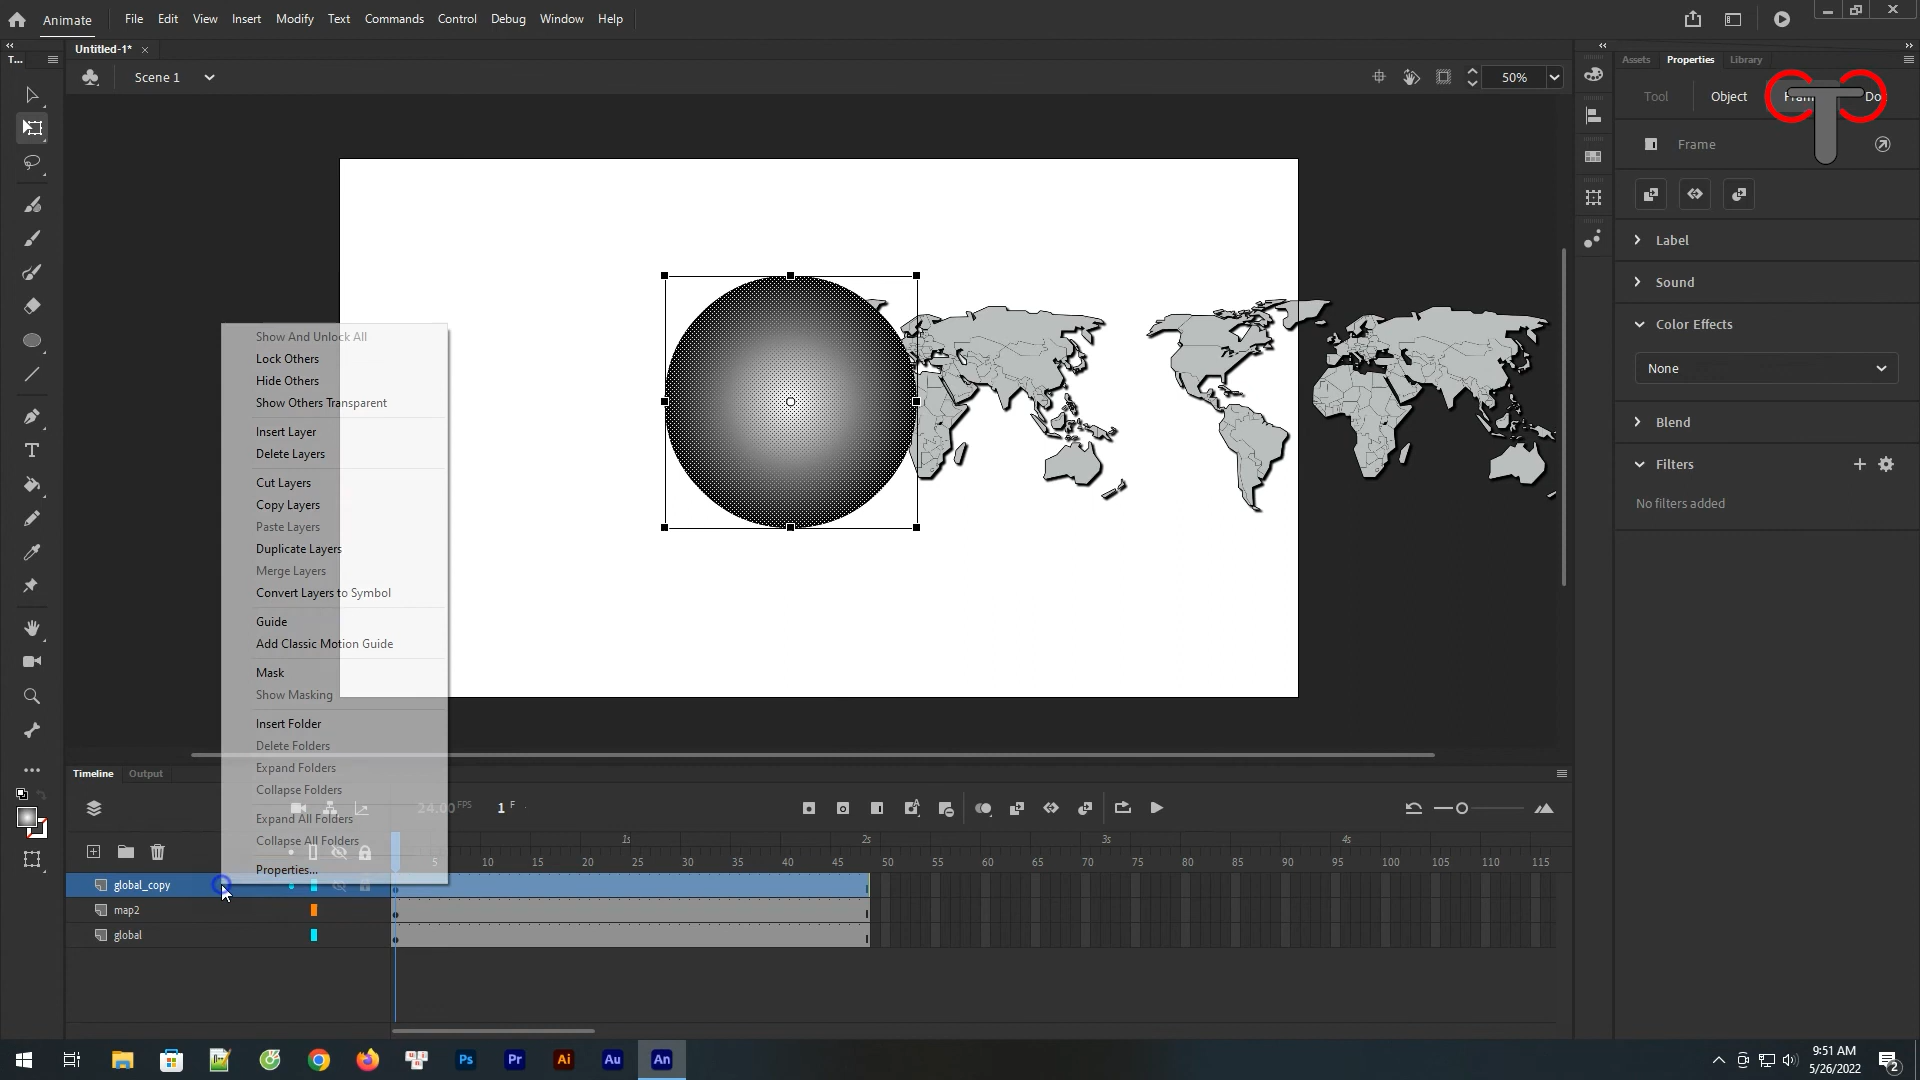 Animate File Edit View Insert Modify Text Commands Control Debug Window Help
Untitled-1*
T... Assets Properties Library
Scene 1 50%
Tool Object
Frame
Label
Sound
Color Effects
None
Blend
Filters
No filters added
Show And Unlock All
Lock Others
Hide Others
Show Others Transparent
Insert Layer
Delete Layers
Cut Layers
Copy Layers
Paste Layers
Duplicate Layers
Merge Layers
Convert Layers to Symbol
Guide
Add Classic Motion Guide
Mask
Show Masking
Insert Folder
Delete Folders
Expand Folders
Collapse Folders
Expand All Folders
Collapse All Folders
Properties...
Timeline Output
24.00 FPS 1 F
1s 2s 3s 4s
5 10 15 20 25 30 35 40 45 50 55 60 65 70 75 80 85 90 95 100 105 110 115
global_copy
map2
global
Ps Pr Ai Au An
9:51 AM
5/26/2022
2